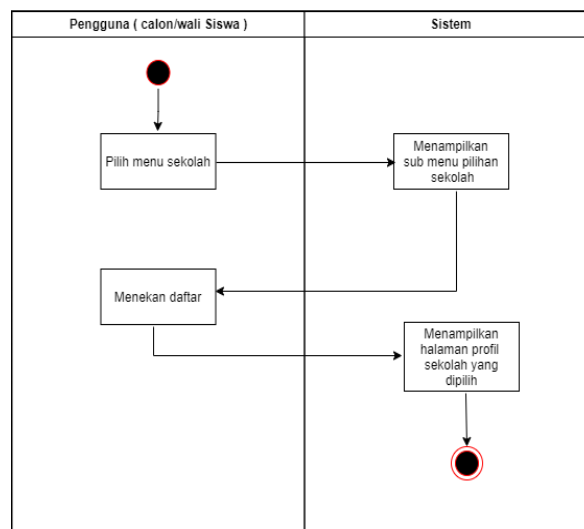 Pengguna ( calon/wali Siswa )
Sistem
Pilih menu sekolah
Menampilkan
sub menu pilihan
sekolah
Menekan daftar
Menampilkan
halaman profil
sekolah yang
dipilih